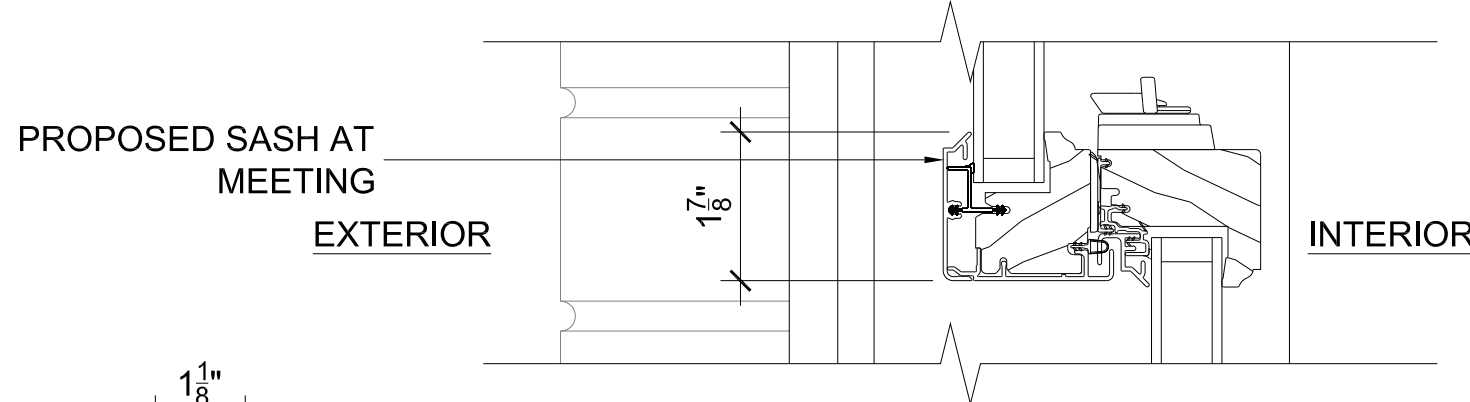 PROPOSED SASH AT
MEETING
EXTERIOR
1 7/8"
INTERIOR
1 1/8"